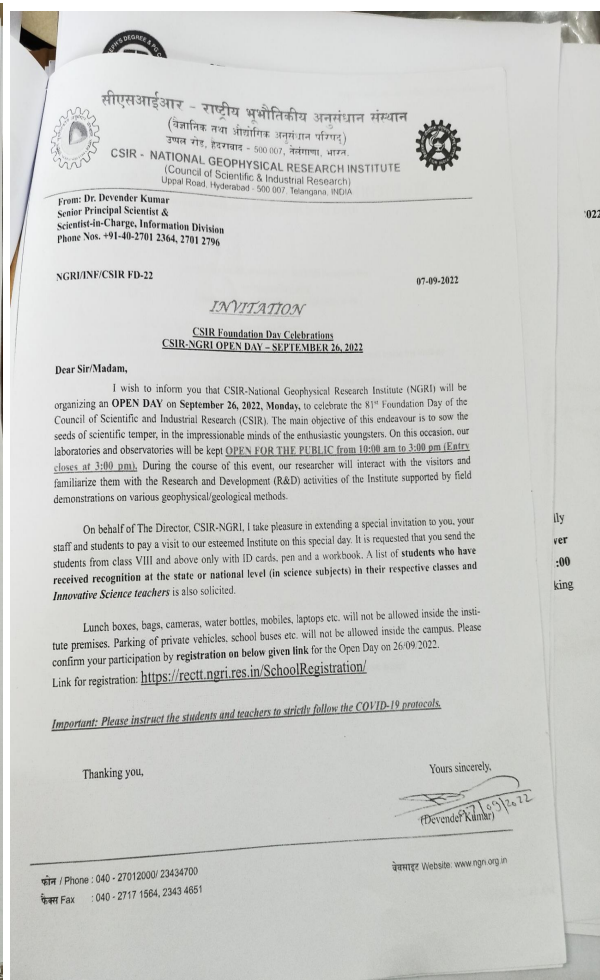 PH'S DEGREE & PG C
सीएसआईआर - राष्ट्रीय भूभौतिकीय अनुसंधान संस्थान
(वैज्ञानिक तथा औद्योगिक अनुसंधान परिषद)
उप्पल रोड, हैदराबाद - 500 007, तेलंगाणा, भारत.
CSIR - NATIONAL GEOPHYSICAL RESEARCH INSTITUTE
(Council of Scientific & Industrial Research)
Uppal Road, Hyderabad - 500 007, Telangana, INDIA
From: Dr. Devender Kumar
Senior Principal Scientist &
Scientist-in-Charge, Information Division
Phone Nos. +91-40-2701 2364, 2701 2796
NGRI/INF/CSIR FD-22
07-09-2022
INVITATION
CSIR Foundation Day Celebrations
CSIR-NGRI OPEN DAY – SEPTEMBER 26, 2022
Dear Sir/Madam,
I wish to inform you that CSIR-National Geophysical Research Institute (NGRI) will be
organizing an OPEN DAY on September 26, 2022, Monday, to celebrate the 81st Foundation Day of the
Council of Scientific and Industrial Research (CSIR). The main objective of this endeavour is to sow the
seeds of scientific temper, in the impressionable minds of the enthusiastic youngsters. On this occasion, our
laboratories and observatories will be kept OPEN FOR THE PUBLIC from 10:00 am to 3:00 pm (Entry
closes at 3:00 pm). During the course of this event, our researcher will interact with the visitors and
familiarize them with the Research and Development (R&D) activities of the Institute supported by field
demonstrations on various geophysical/geological methods.
On behalf of The Director, CSIR-NGRI, I take pleasure in extending a special invitation to you, your
staff and students to pay a visit to our esteemed Institute on this special day. It is requested that you send the
students from class VIII and above only with ID cards, pen and a workbook. A list of students who have
received recognition at the state or national level (in science subjects) in their respective classes and
Innovative Science teachers is also solicited.
Lunch boxes, bags, cameras, water bottles, mobiles, laptops etc. will not be allowed inside the insti-
tute premises. Parking of private vehicles, school buses etc. will not be allowed inside the campus. Please
confirm your participation by registration on below given link for the Open Day on 26/09/2022.
Link for registration: https://rectt.ngri.res.in/SchoolRegistration/
Important: Please instruct the students and teachers to strictly follow the COVID-19 protocols.
Thanking you,
Yours sincerely,
7/09/2022
(Devender Kumar)
फोन / Phone : 040 - 27012000/ 23434700
फैक्स Fax : 040 - 2717 1564, 2343 4651
वेबसाइट Website: www.ngri.org.in
022
ily
ver
:00
king